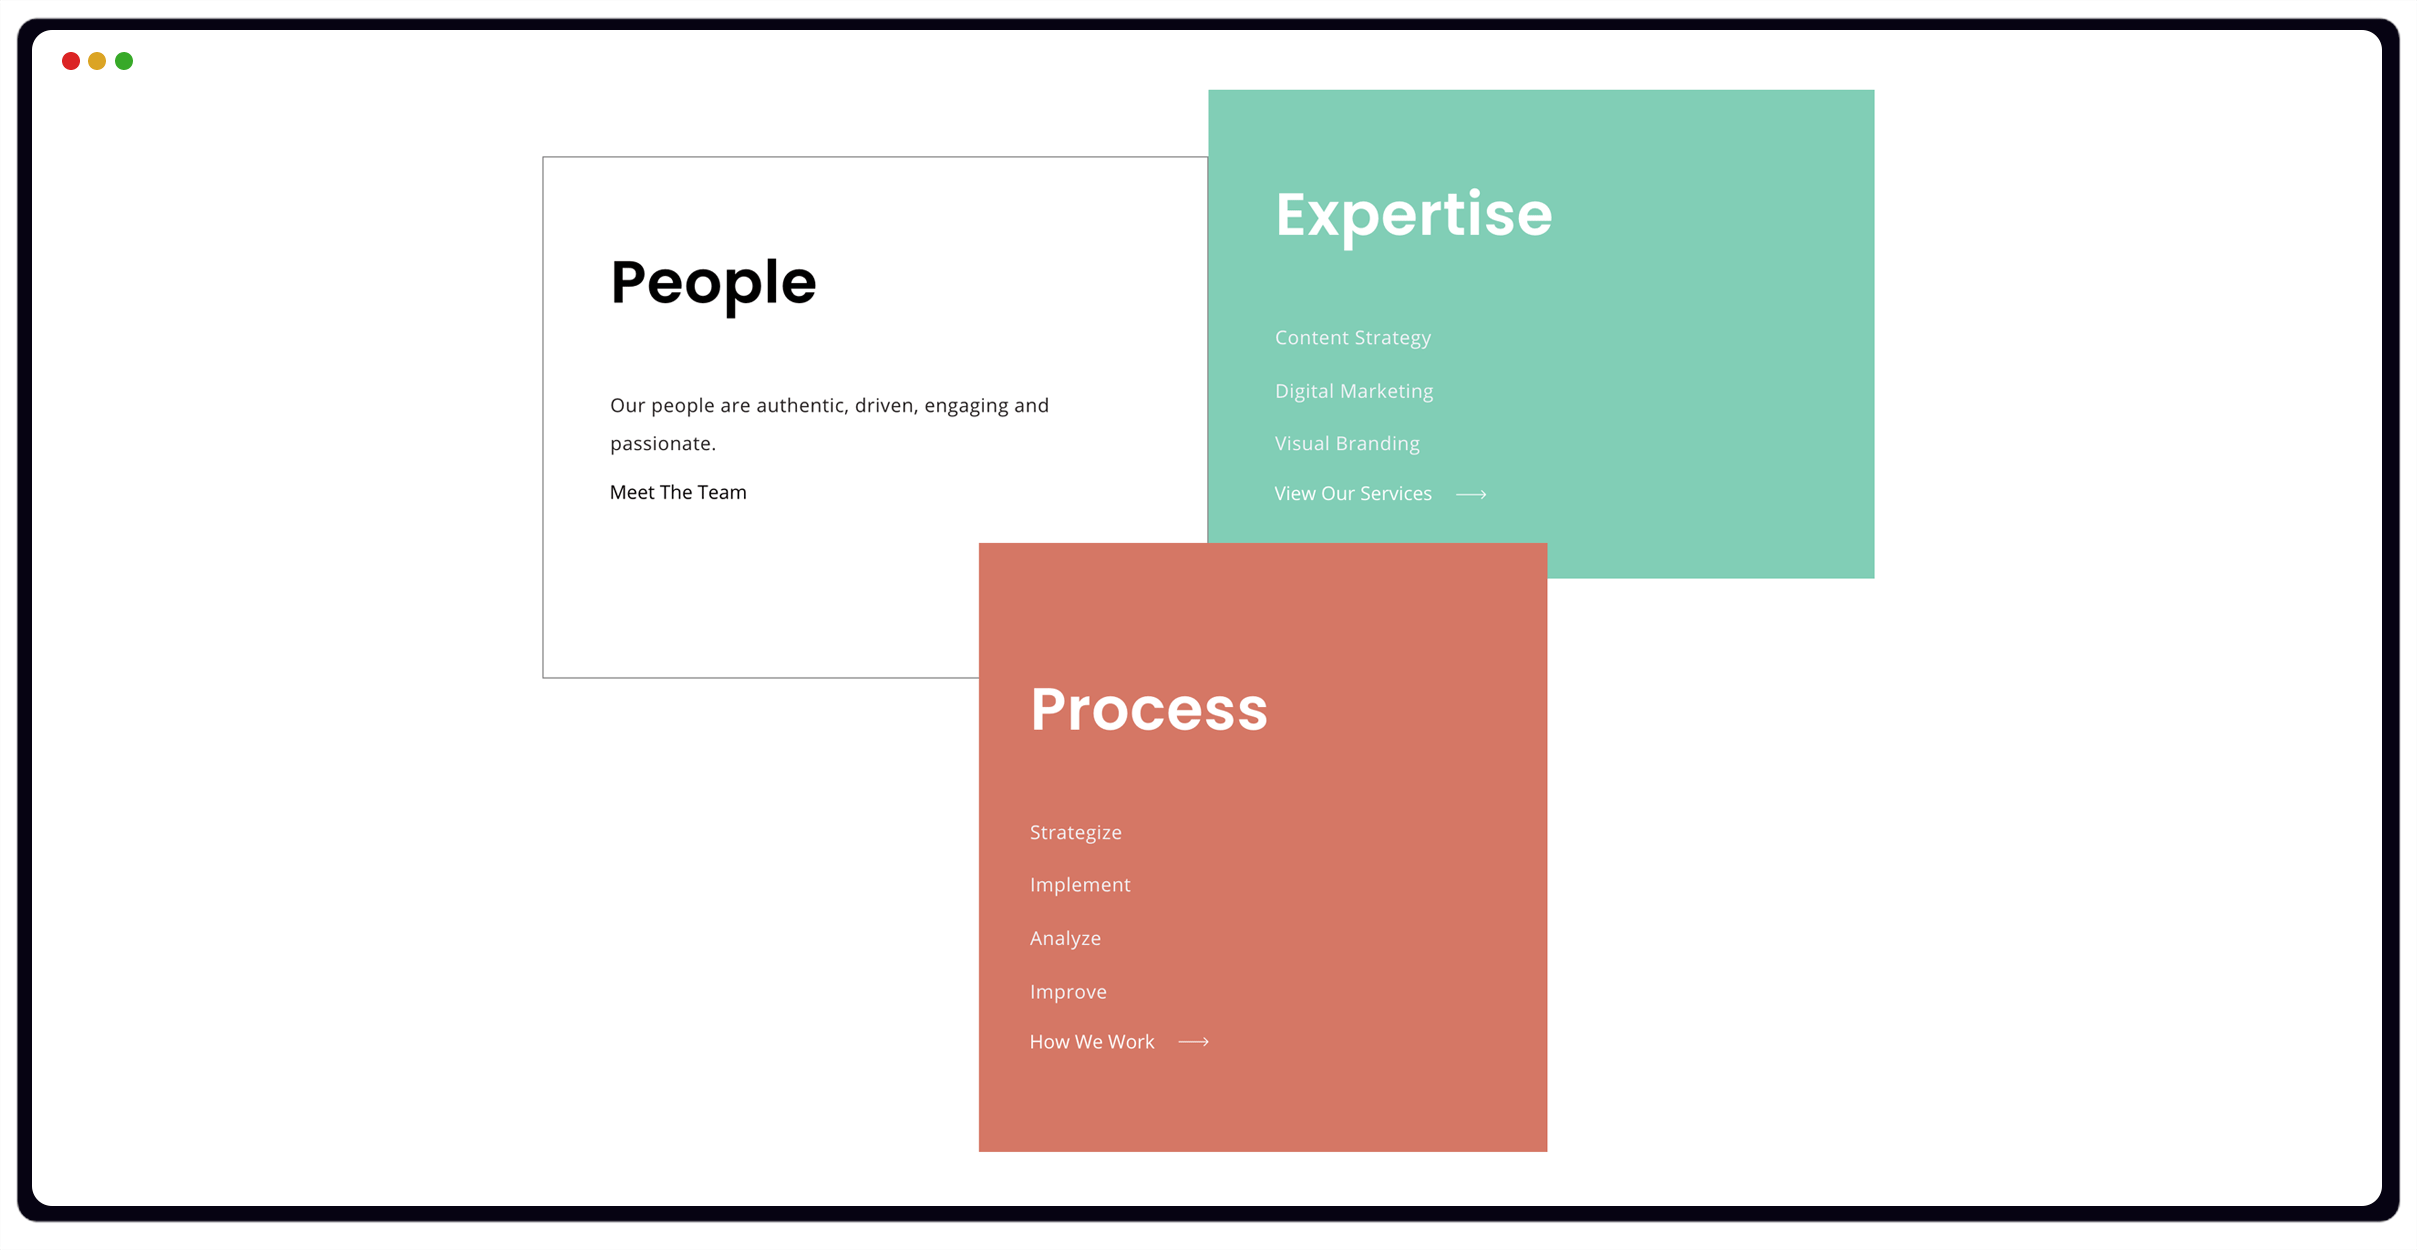 People
Our people are authentic, driven, engaging and
passionate.
Meet The Team
Expertise
Content Strategy
Digital Marketing
Visual Branding
View Our Services
Process
Strategize
Implement
Analyze
Improve
How We Work